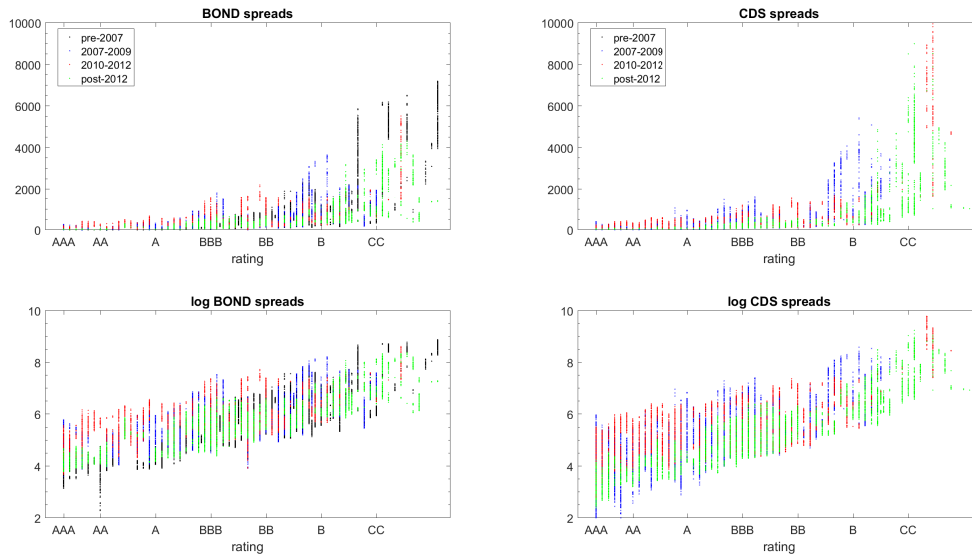 BOND spreads
10000
8000
6000
4000
2000
0
pre-2007
2007-2009
2010-2012
post-2012
AAA AA A BBB BB B CC
rating
CDS spreads
10000
8000
6000
4000
2000
0
pre-2007
2007-2009
2010-2012
post-2012
AAA AA A BBB BB B CC
rating
log BOND spreads
10
8
6
4
2
AAA AA A BBB BB B CC
rating
log CDS spreads
10
8
6
4
2
AAA AA A BBB BB B CC
rating